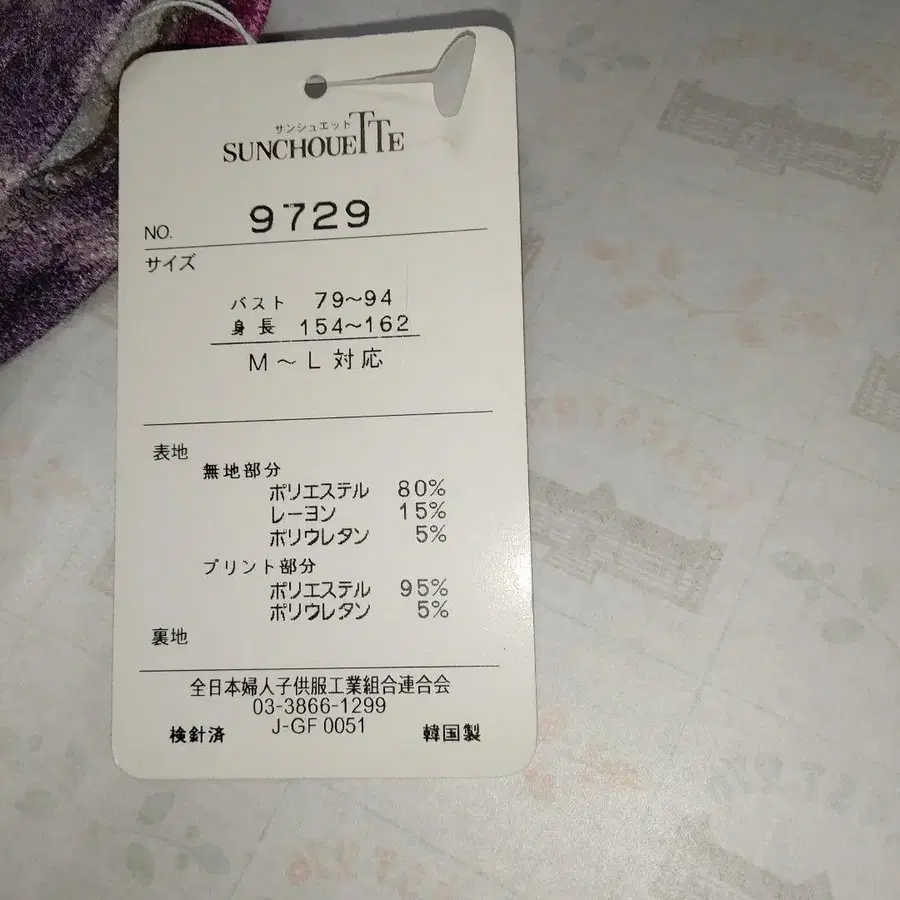 サンシュエット
SUNCHOUETTE
NO. 9729
サイズ
バスト 79～94
身長 154～162
M～L対応
表地
無地部分
ポリエステル 80%
レーヨン 15%
ポリウレタン 5%
プリント部分
ポリエステル 95%
ポリウレタン 5%
裏地
全日本婦人子供服工業組合連合会
03-3866-1299
検針済 J-GF 0051 韓国製